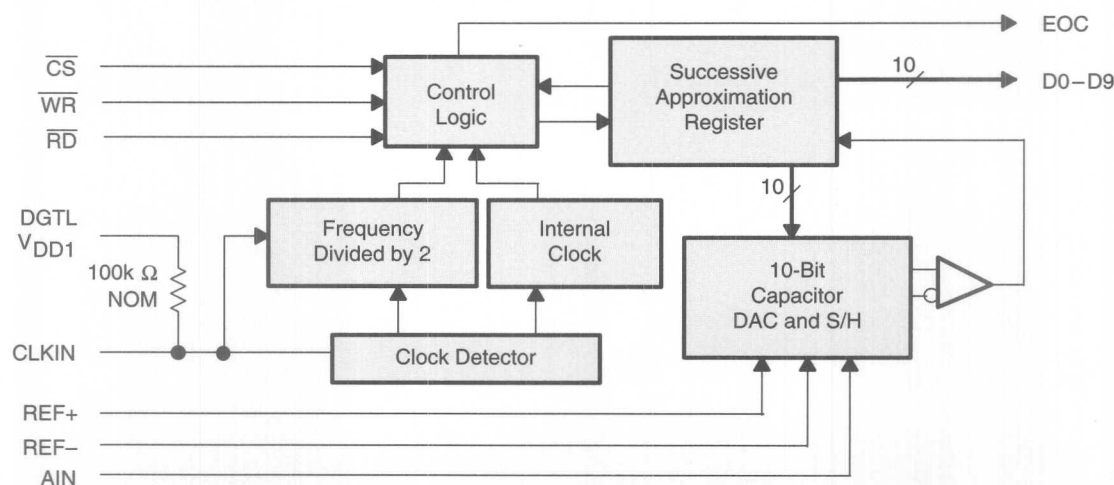 EOC
CS
WR
RD
Control
Logic
Successive
Approximation
Register
10
D0–D9
10
DGTL
VDD1
100k Ω
NOM
Frequency
Divided by 2
Internal
Clock
10-Bit
Capacitor
DAC and S/H
CLKIN
Clock Detector
REF+
REF–
AIN